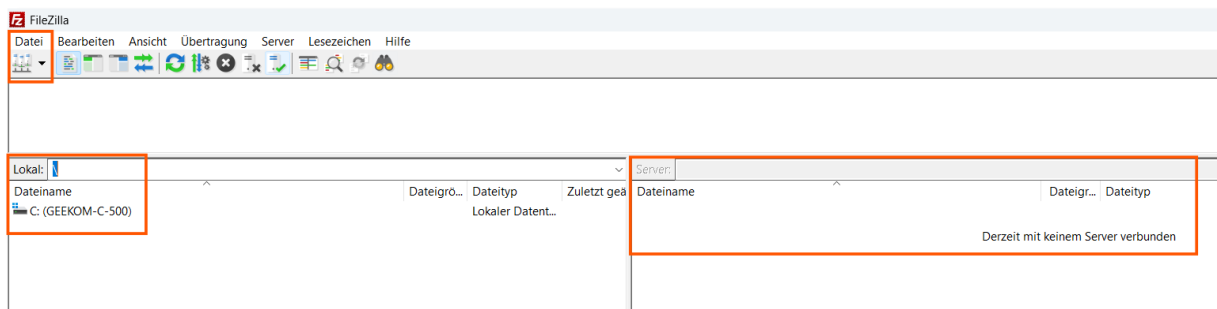 FileZilla
Datei Bearbeiten Ansicht Übertragung Server Lesezeichen Hilfe
Lokal: \
Dateiname Dateigrö... Dateityp Zuletzt geä
C: (GEEKOM-C-500) Lokaler Datent...
Server:
Dateiname Dateigr... Dateityp
Derzeit mit keinem Server verbunden